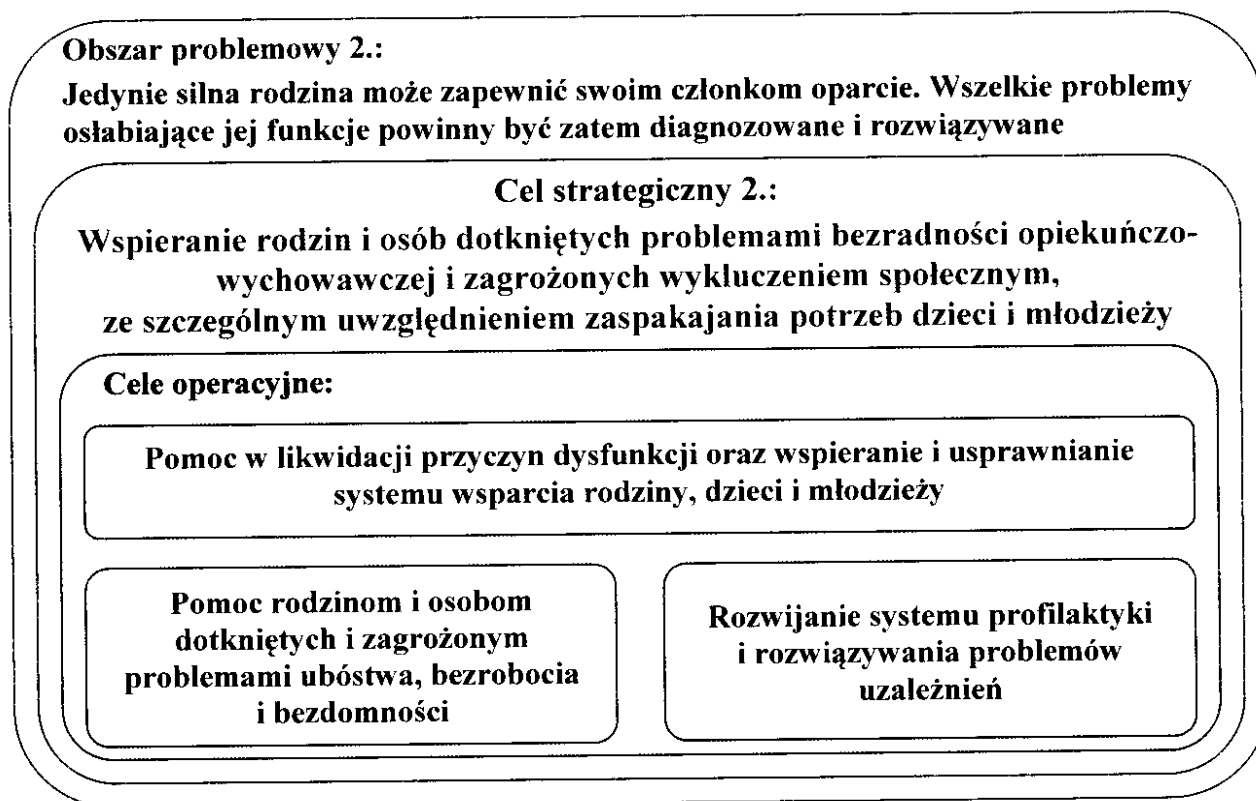 Obszar problemowy 2.:
Jedynie silna rodzina może zapewnić swoim członkom oparcie. Wszelkie problemy
osłabiające jej funkcje powinny być zatem diagnozowane i rozwiązywane
Cel strategiczny 2.:
Wspieranie rodzin i osób dotkniętych problemami bezradności opiekuńczo-
wychowawczej i zagrożonych wykluczeniem społecznym,
ze szczególnym uwzględnieniem zaspakajania potrzeb dzieci i młodzieży
Cele operacyjne:
Pomoc w likwidacji przyczyn dysfunkcji oraz wspieranie i usprawnianie
systemu wsparcia rodziny, dzieci i młodzieży
Pomoc rodzinom i osobom
dotkniętych i zagrożonym
problemami ubóstwa, bezrobocia
i bezdomności
Rozwijanie systemu profilaktyki
i rozwiązywania problemów
uzależnień